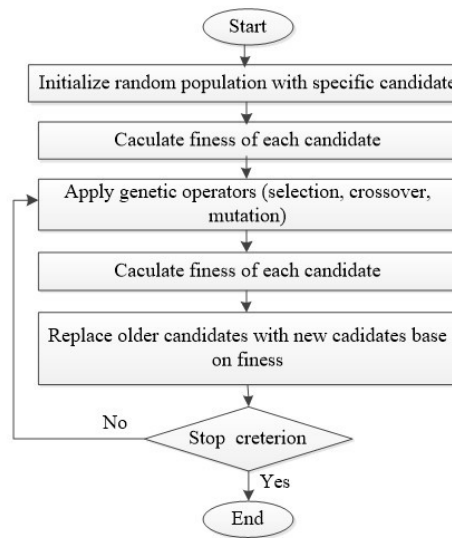 Start
Initialize random population with specific candidate
Caculate finess of each candidate
Apply genetic operators (selection, crossover,
mutation)
Caculate finess of each candidate
Replace older candidates with new cadidates base
on finess
No
Stop creterion
Yes
End